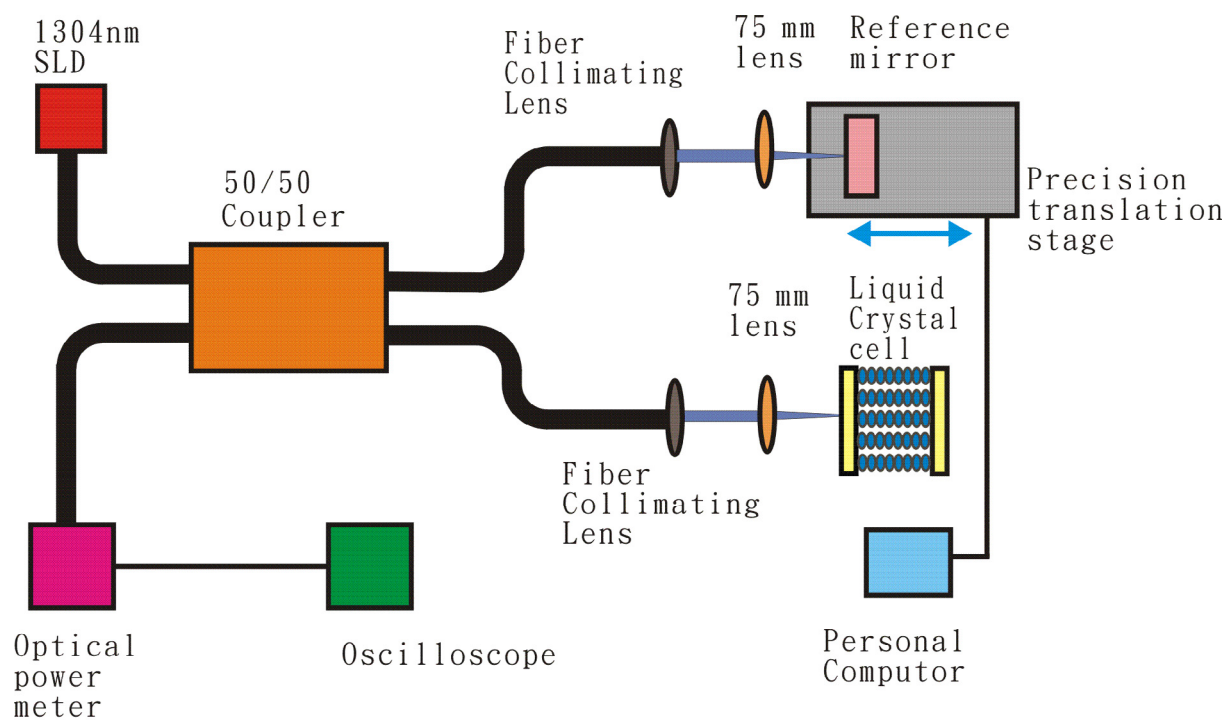 1304nm
SLD
Fiber
Collimating
Lens
75 mm
lens
Reference
mirror
50/50
Coupler
Precision
translation
stage
75 mm
lens
Liquid
Crystal
cell
Fiber
Collimating
Lens
Optical
power
meter
Oscilloscope
Personal
Computor